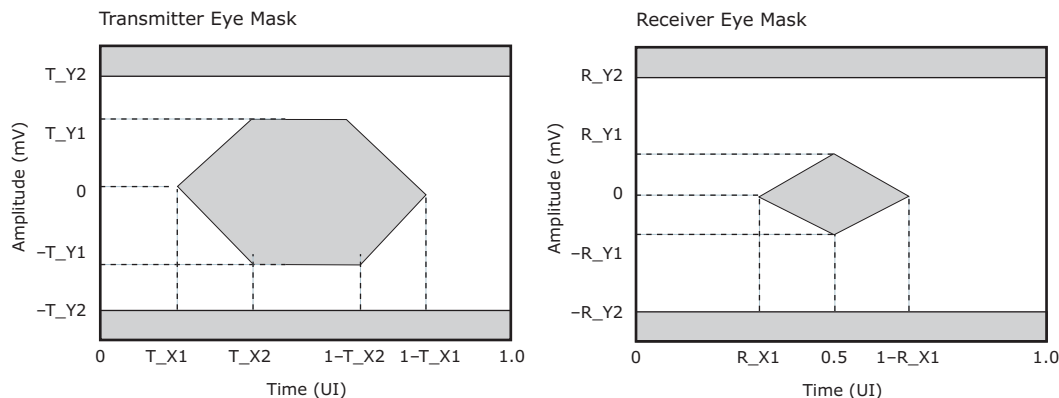 Transmitter Eye Mask
T_Y2
T_Y1
0
–T_Y1
–T_Y2
Amplitude (mV)
0 T_X1 T_X2 1–T_X2 1–T_X1 1.0
Time (UI)
Receiver Eye Mask
R_Y2
R_Y1
0
–R_Y1
–R_Y2
Amplitude (mV)
0 R_X1 0.5 1–R_X1 1.0
Time (UI)